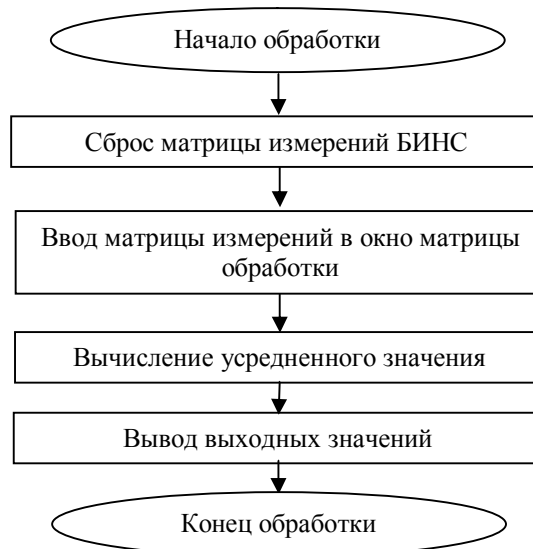 Начало обработки
Сброс матрицы измерений БИНС
Ввод матрицы измерений в окно матрицы
обработки
Вычисление усредненного значения
Вывод выходных значений
Конец обработки